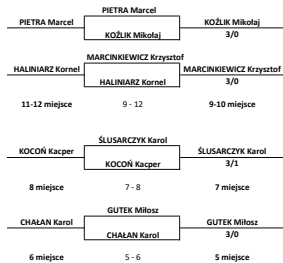 PIETRA Marcel
PIETRA Marcel KOŹLIK Mikołaj
KOŹLIK Mikołaj 3/0
MARCINKIEWICZ Krzysztof
HALINIARZ Kornel MARCINKIEWICZ Krzysztof
HALINIARZ Kornel 3/0
11-12 miejsce 9 - 12 9-10 miejsce
ŚLUSARCZYK Karol
KOCOŃ Kacper ŚLUSARCZYK Karol
KOCOŃ Kacper 3/1
8 miejsce 7 - 8 7 miejsce
GUTEK Miłosz
CHAŁAN Karol GUTEK Miłosz
CHAŁAN Karol 3/0
6 miejsce 5 - 6 5 miejsce